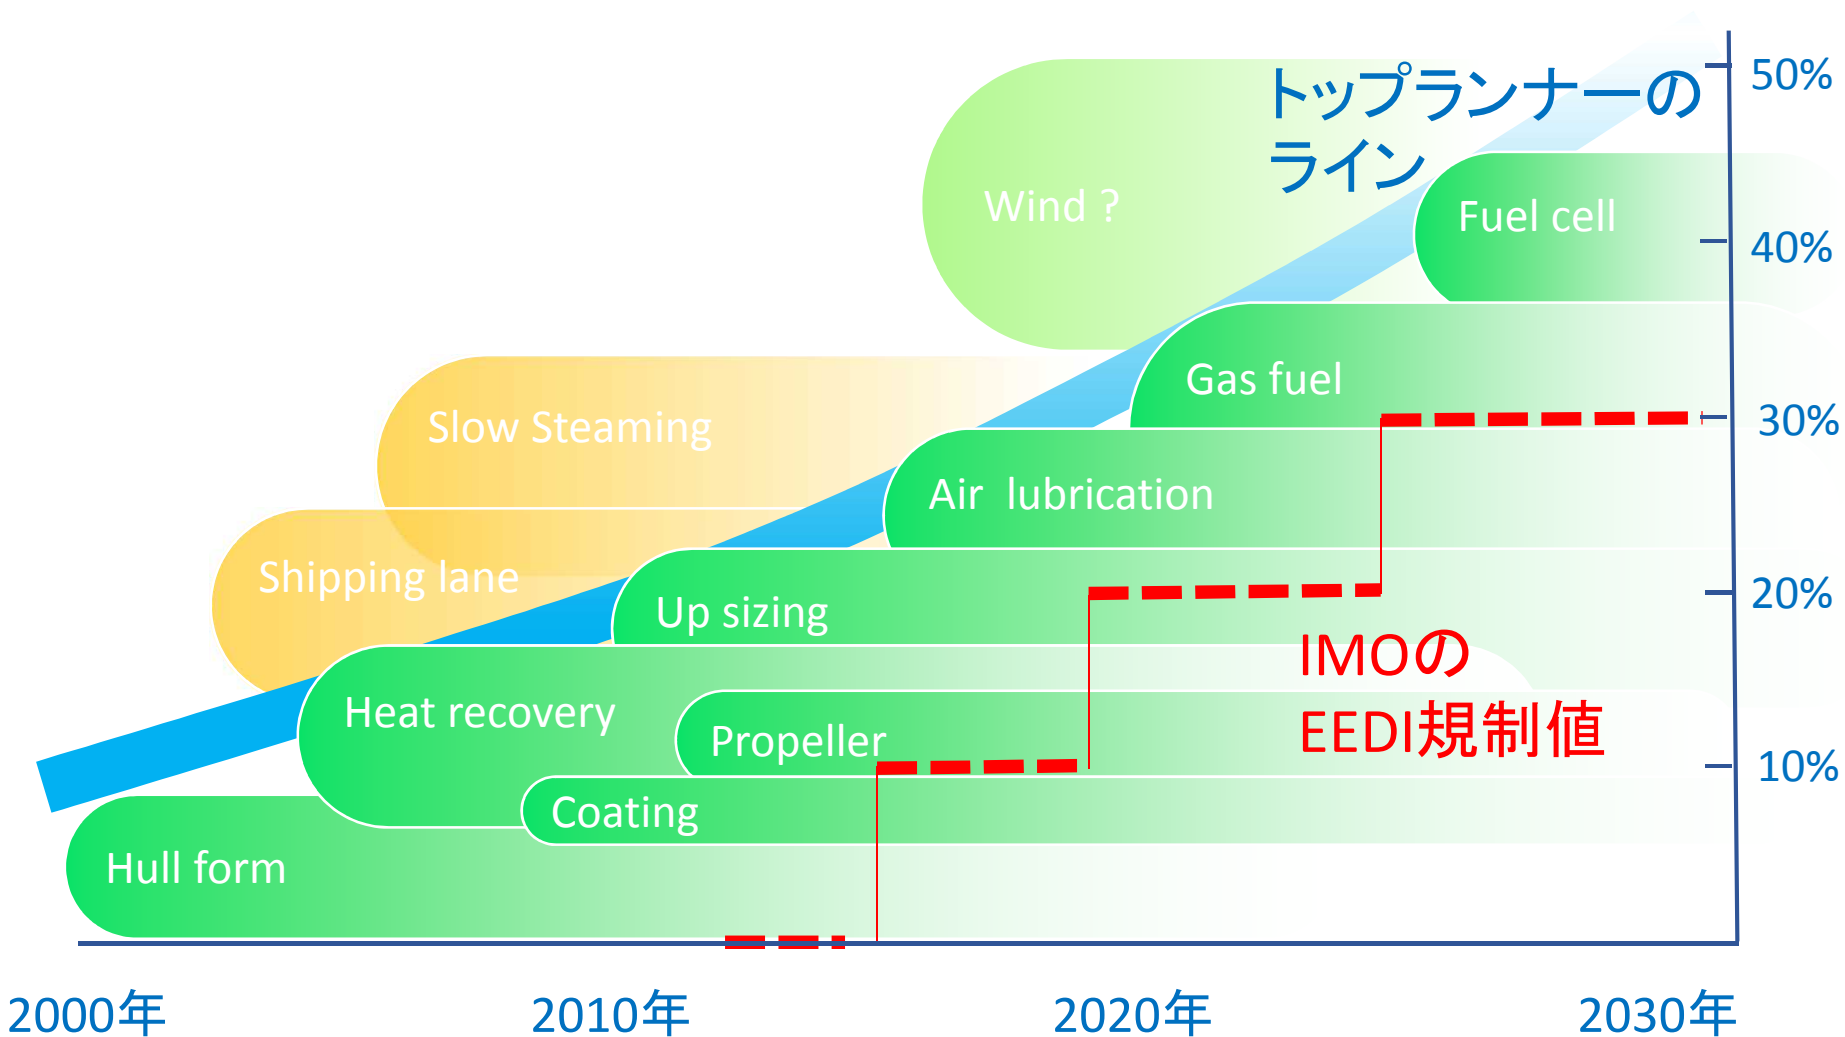 50%
トップランナーの
ライン
Wind ?
Fuel cell
40%
Gas fuel
Slow Steaming
30%
Air lubrication
Shipping lane
20%
Up sizing
IMOの
EEDI規制値
Heat recovery
Propeller
10%
Coating
Hull form
2000年 2010年 2020年 2030年